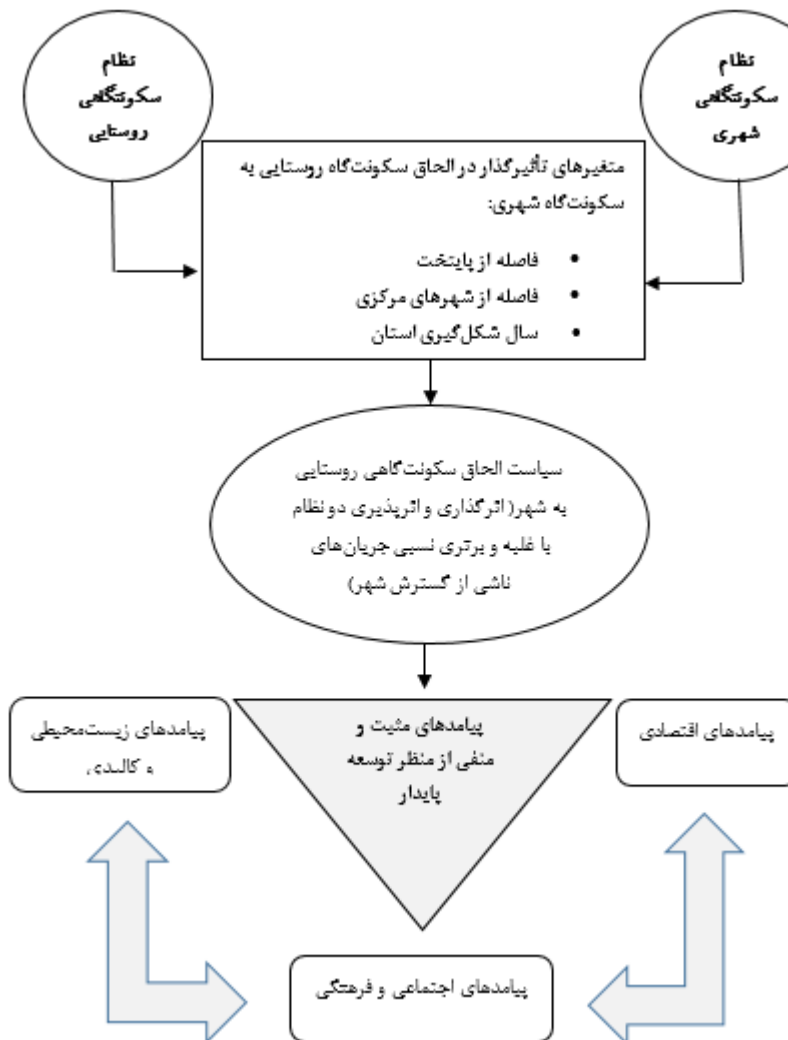 نظام
سکونتگاهی
شهری
نظام
سکونتگاهی
روستایی
متغیرهای تأثیرگذار در الحاق سکونت‌گاه روستایی به
سکونت‌گاه شهری:
• فاصله از پایتخت
• فاصله از شهرهای مرکزی
• سال شکل‌گیری استان
سیاست الحاق سکونت‌گاهی روستایی
به شهر( اثرگذاری و اثرپذیری دو نظام
با غلبه و برتری نسبی جریان‌های
ناشی از گسترش شهر)
پیامدهای اقتصادی
پیامدهای مثبت و
منفی از منظر توسعه
پایدار
پیامدهای زیست‌محیطی
و کالبدی
پیامدهای اجتماعی و فرهنگی